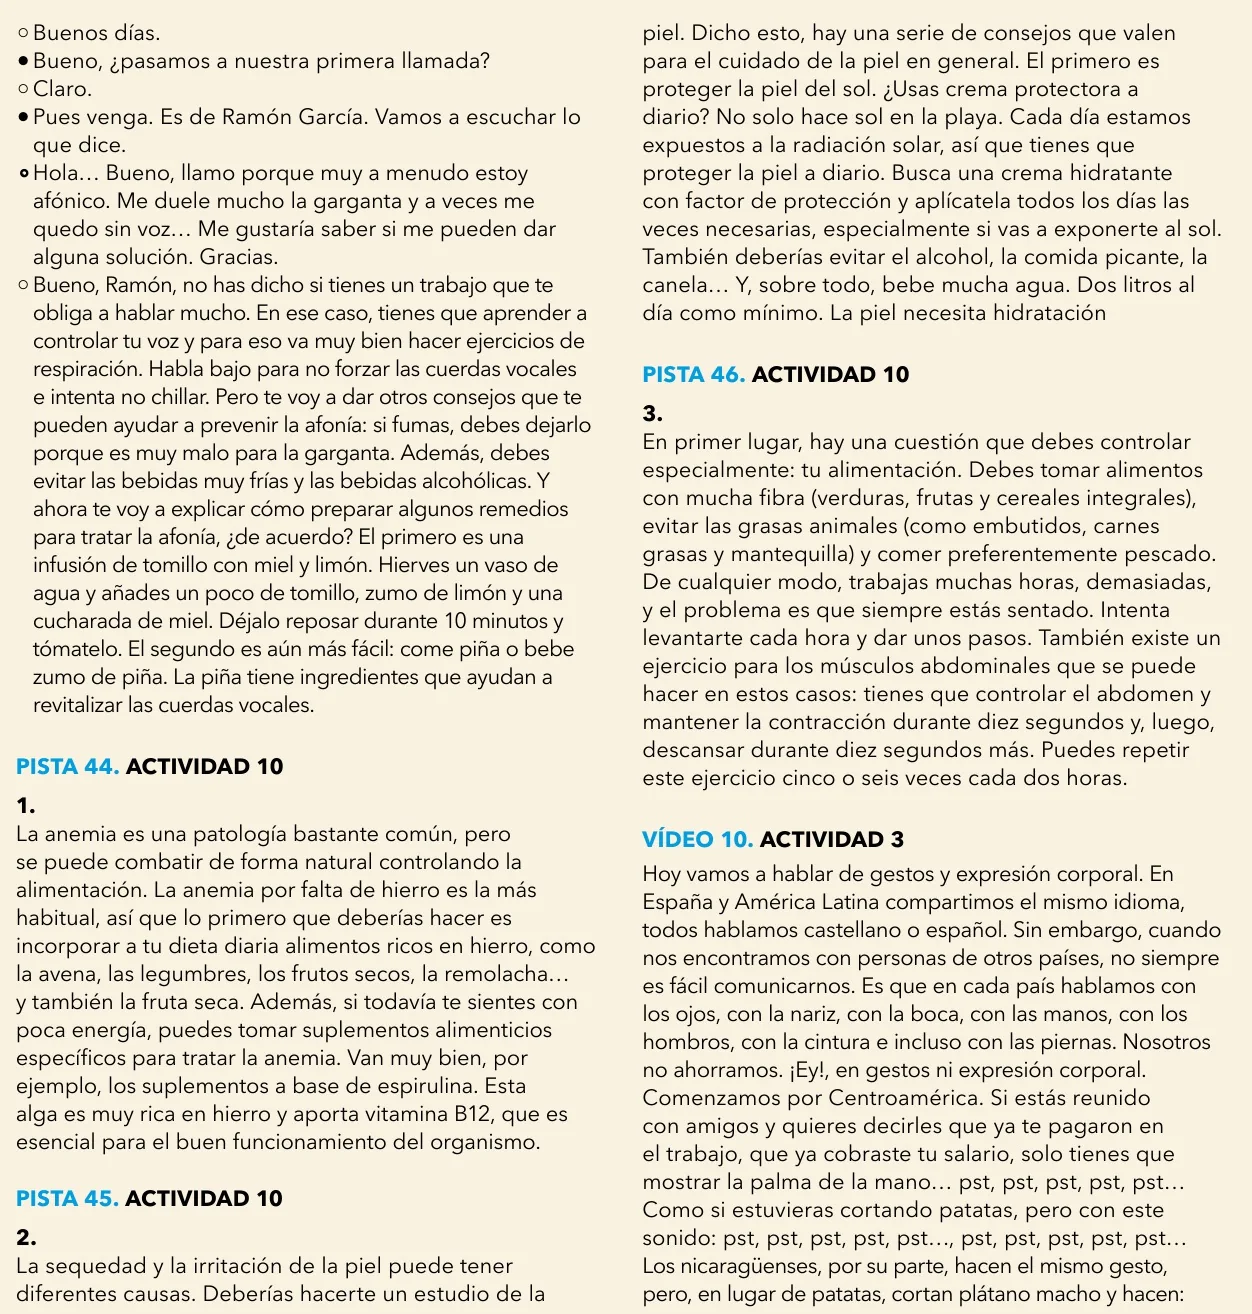 ○ Buenos días.
● Bueno, ¿pasamos a nuestra primera llamada?
○ Claro.
● Pues venga. Es de Ramón García. Vamos a escuchar lo
que dice.
⚬ Hola… Bueno, llamo porque muy a menudo estoy
afónico. Me duele mucho la garganta y a veces me
quedo sin voz… Me gustaría saber si me pueden dar
alguna solución. Gracias.
○ Bueno, Ramón, no has dicho si tienes un trabajo que te
obliga a hablar mucho. En ese caso, tienes que aprender a
controlar tu voz y para eso va muy bien hacer ejercicios de
respiración. Habla bajo para no forzar las cuerdas vocales
e intenta no chillar. Pero te voy a dar otros consejos que te
pueden ayudar a prevenir la afonía: si fumas, debes dejarlo
porque es muy malo para la garganta. Además, debes
evitar las bebidas muy frías y las bebidas alcohólicas. Y
ahora te voy a explicar cómo preparar algunos remedios
para tratar la afonía, ¿de acuerdo? El primero es una
infusión de tomillo con miel y limón. Hierves un vaso de
agua y añades un poco de tomillo, zumo de limón y una
cucharada de miel. Déjalo reposar durante 10 minutos y
tómatelo. El segundo es aún más fácil: come piña o bebe
zumo de piña. La piña tiene ingredientes que ayudan a
revitalizar las cuerdas vocales.
PISTA 44. ACTIVIDAD 10
1.
La anemia es una patología bastante común, pero
se puede combatir de forma natural controlando la
alimentación. La anemia por falta de hierro es la más
habitual, así que lo primero que deberías hacer es
incorporar a tu dieta diaria alimentos ricos en hierro, como
la avena, las legumbres, los frutos secos, la remolacha…
y también la fruta seca. Además, si todavía te sientes con
poca energía, puedes tomar suplementos alimenticios
específicos para tratar la anemia. Van muy bien, por
ejemplo, los suplementos a base de espirulina. Esta
alga es muy rica en hierro y aporta vitamina B12, que es
esencial para el buen funcionamiento del organismo.
PISTA 45. ACTIVIDAD 10
2.
La sequedad y la irritación de la piel puede tener
diferentes causas. Deberías hacerte un estudio de la
piel. Dicho esto, hay una serie de consejos que valen
para el cuidado de la piel en general. El primero es
proteger la piel del sol. ¿Usas crema protectora a
diario? No solo hace sol en la playa. Cada día estamos
expuestos a la radiación solar, así que tienes que
proteger la piel a diario. Busca una crema hidratante
con factor de protección y aplícatela todos los días las
veces necesarias, especialmente si vas a exponerte al sol.
También deberías evitar el alcohol, la comida picante, la
canela… Y, sobre todo, bebe mucha agua. Dos litros al
día como mínimo. La piel necesita hidratación
PISTA 46. ACTIVIDAD 10
3.
En primer lugar, hay una cuestión que debes controlar
especialmente: tu alimentación. Debes tomar alimentos
con mucha fibra (verduras, frutas y cereales integrales),
evitar las grasas animales (como embutidos, carnes
grasas y mantequilla) y comer preferentemente pescado.
De cualquier modo, trabajas muchas horas, demasiadas,
y el problema es que siempre estás sentado. Intenta
levantarte cada hora y dar unos pasos. También existe un
ejercicio para los músculos abdominales que se puede
hacer en estos casos: tienes que controlar el abdomen y
mantener la contracción durante diez segundos y, luego,
descansar durante diez segundos más. Puedes repetir
este ejercicio cinco o seis veces cada dos horas.
VÍDEO 10. ACTIVIDAD 3
Hoy vamos a hablar de gestos y expresión corporal. En
España y América Latina compartimos el mismo idioma,
todos hablamos castellano o español. Sin embargo, cuando
nos encontramos con personas de otros países, no siempre
es fácil comunicarnos. Es que en cada país hablamos con
los ojos, con la nariz, con la boca, con las manos, con los
hombros, con la cintura e incluso con las piernas. Nosotros
no ahorramos. ¡Ey!, en gestos ni expresión corporal.
Comenzamos por Centroamérica. Si estás reunido
con amigos y quieres decirles que ya te pagaron en
el trabajo, que ya cobraste tu salario, solo tienes que
mostrar la palma de la mano… pst, pst, pst, pst, pst…
Como si estuvieras cortando patatas, pero con este
sonido: pst, pst, pst, pst, pst…, pst, pst, pst, pst, pst…
Los nicaragüenses, por su parte, hacen el mismo gesto,
pero, en lugar de patatas, cortan plátano macho y hacen: